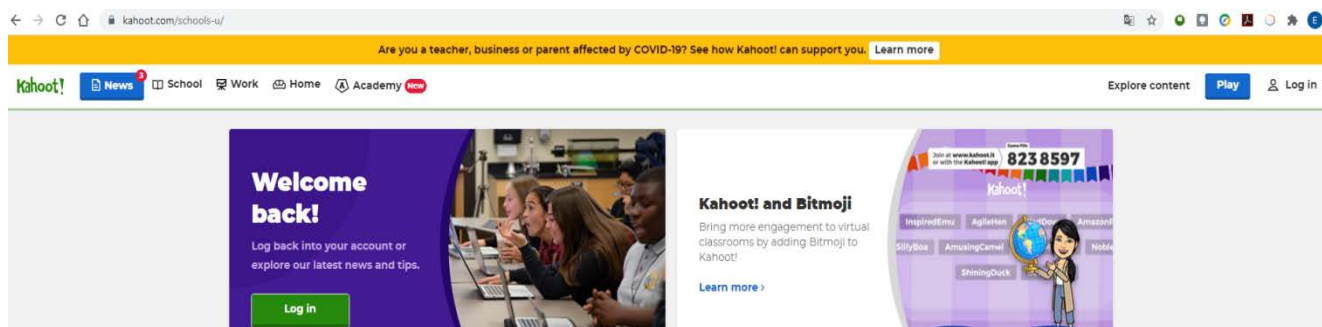 kahoot.com/schools-u/
E
Are you a teacher, business or parent affected by COVID-19? See how Kahoot! can support you. Learn more
Kahoot! News 3 School Work Home Academy New Explore content Play Log in
Welcome
back!
Log back into your account or
explore our latest news and tips.
Log in
Kahoot! and Bitmoji
Bring more engagement to virtual
classrooms by adding Bitmoji to
Kahoot!
Learn more >
Join at www.kahoot.it
or with the Kahoot! app
Game PIN:
8238597
Kahoot!
InspiredEmu AgileHen
SillyBoa AmusingCamel Noble
ShiningDuck